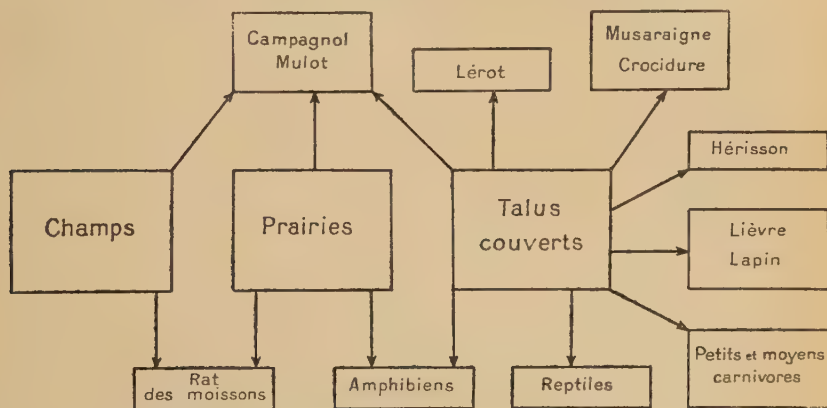 Campagnol
Mulot
Lérot
Musaraigne
Crocidure
Hérisson
Champs
Prairies
Talus
couverts
Lièvre
Lapin
Rat
des moissons
Amphibiens
Reptiles
Petits et moyens
carnivores